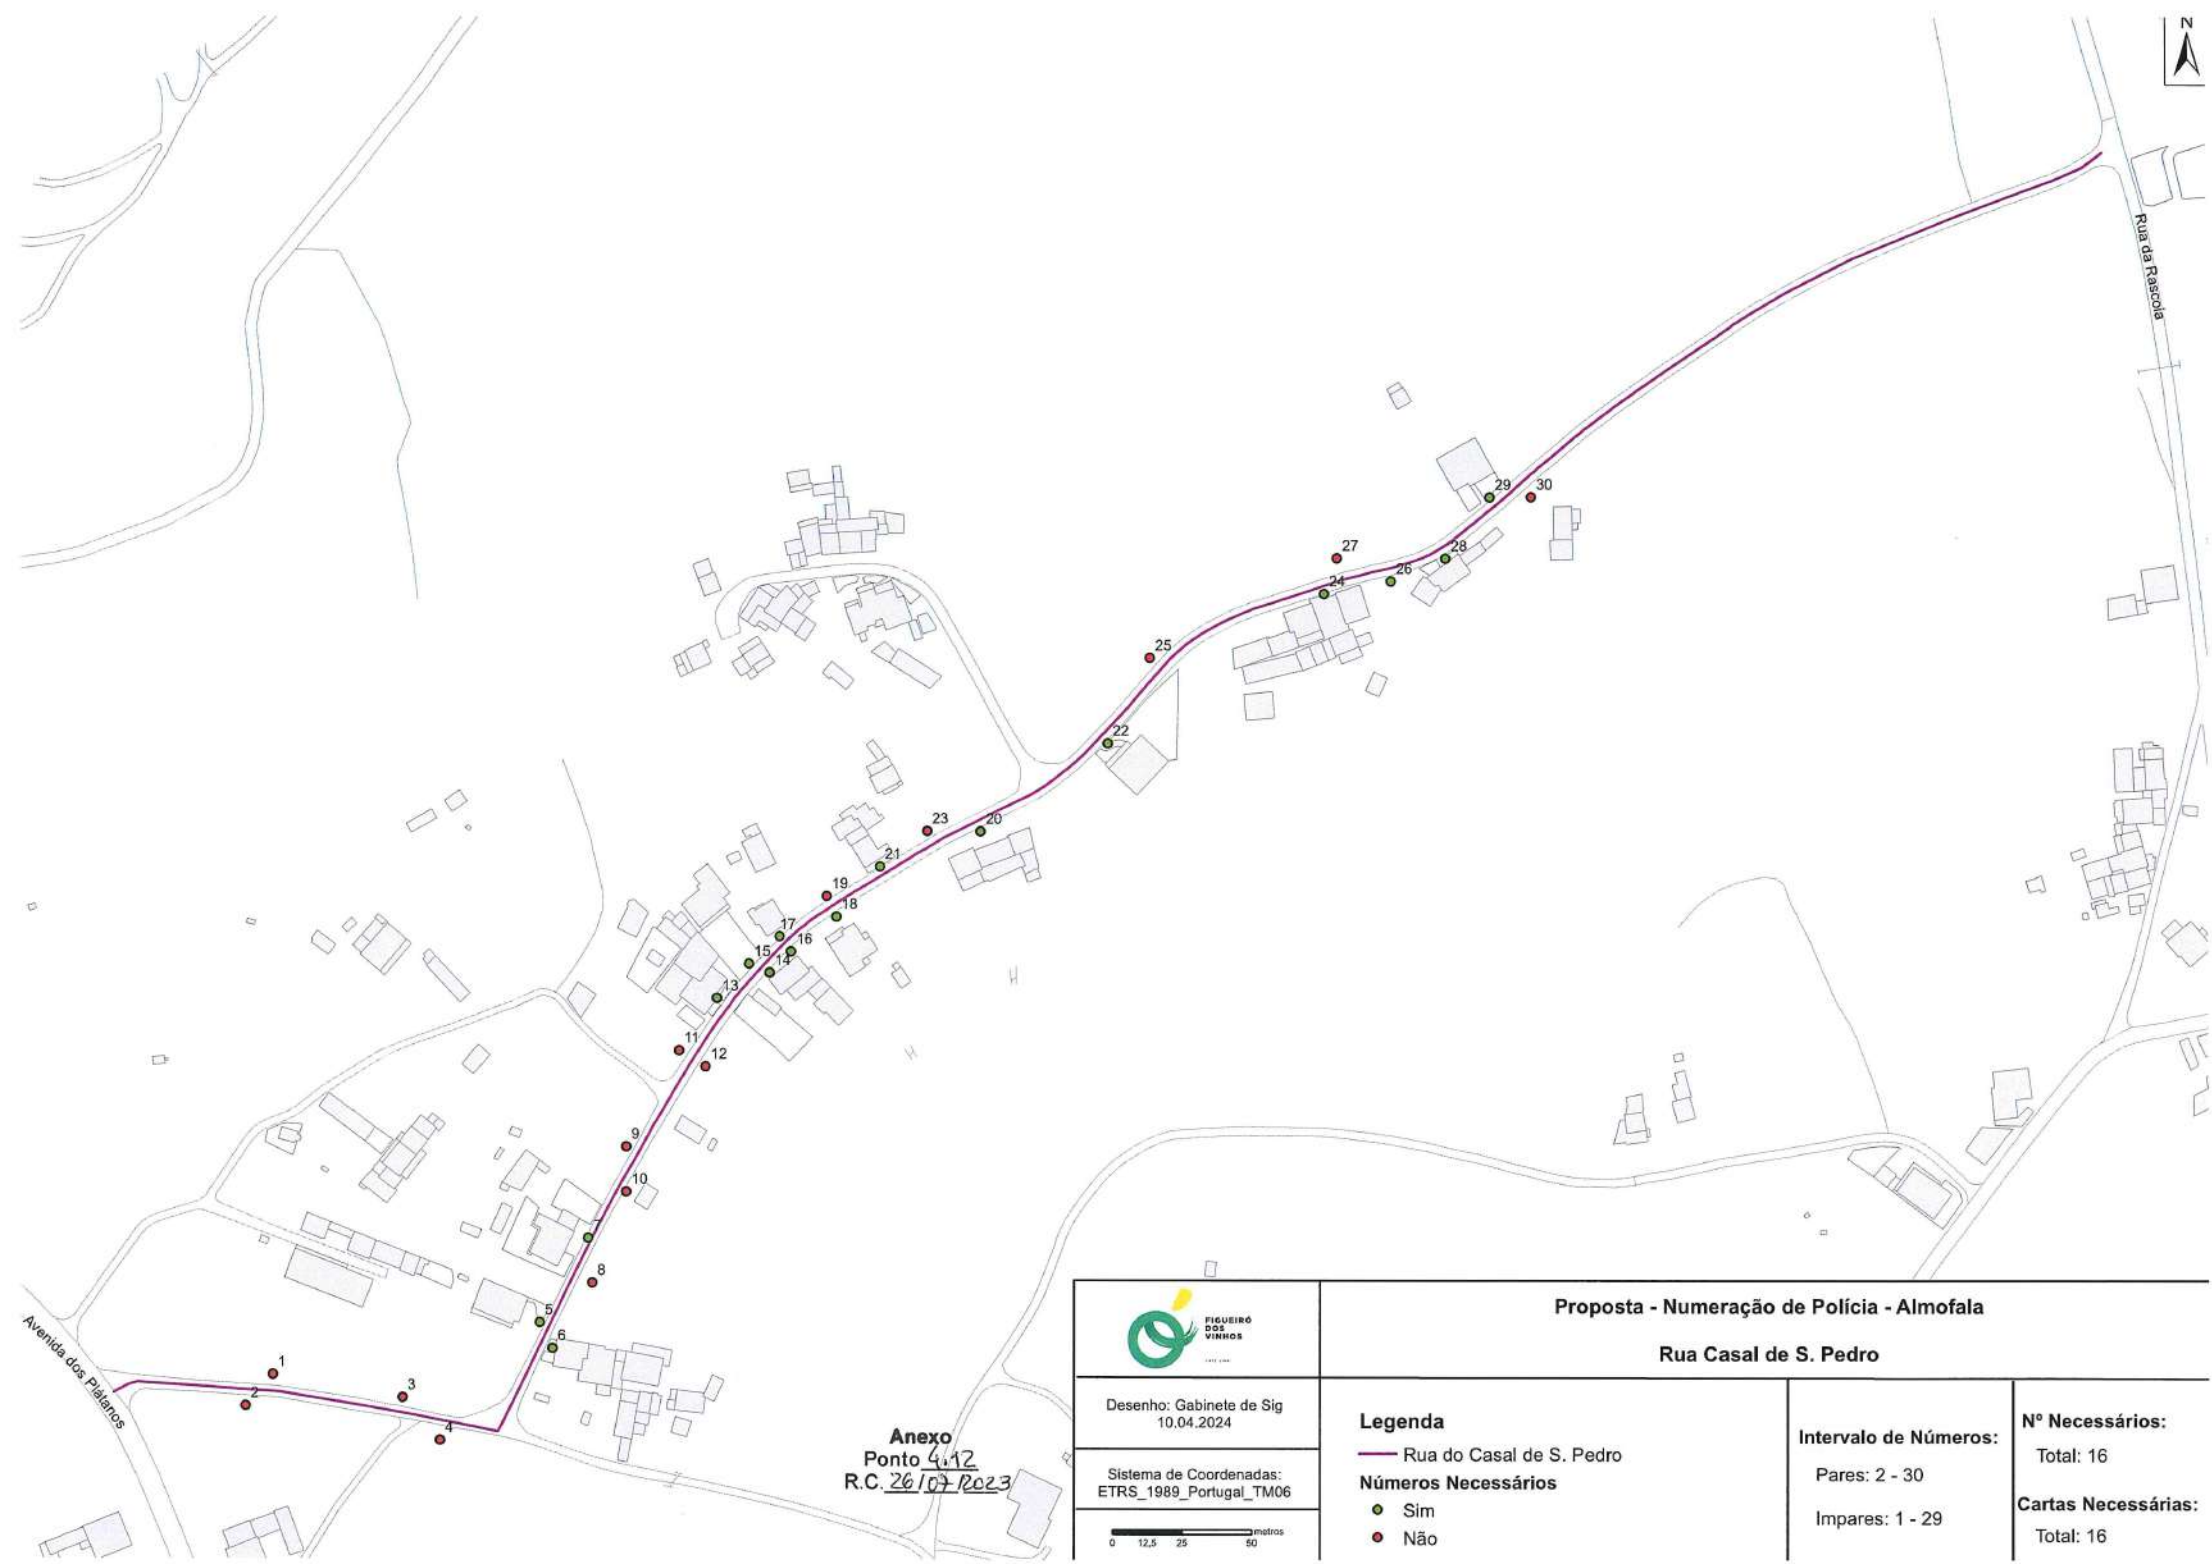 N
Rua da Rascoia
29
30
27
28
24
26
25
22
23
20
21
19
18
17
16
15
14
13
11
12
9
10
7
8
5
6
1
2
3
4
Avenida dos Plátanos
Anexo
Ponto 4.12
R.C. 26/07/2023
FIGUEIRÓ
DOS
VINHOS
Desenho: Gabinete de Sig
10.04.2024
Sistema de Coordenadas:
ETRS_1989_Portugal_TM06
metros
0 12,5 25 50
Proposta - Numeração de Polícia - Almofala
Rua Casal de S. Pedro
Legenda
Rua do Casal de S. Pedro
Números Necessários
Sim
Não
Intervalo de Números:
Pares: 2 - 30
Impares: 1 - 29
Nº Necessários:
Total: 16
Cartas Necessárias:
Total: 16